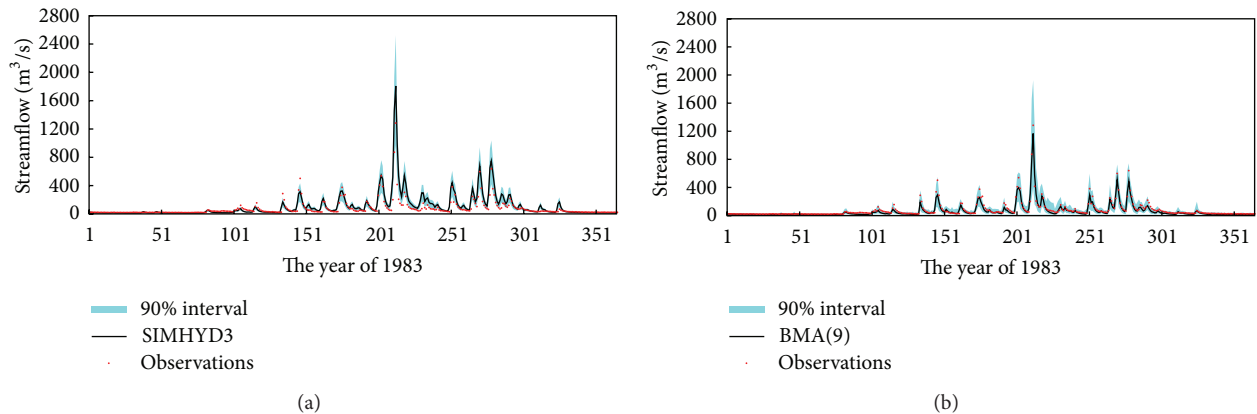 2800
2400
2000
1600
1200
800
400
0
Streamflow (m³/s)
1 51 101 151 201 251 301 351
The year of 1983
90% interval
SIMHYD3
Observations
(a)
2800
2400
2000
1600
1200
800
400
0
Streamflow (m³/s)
1 51 101 151 201 251 301 351
The year of 1983
90% interval
BMA(9)
Observations
(b)